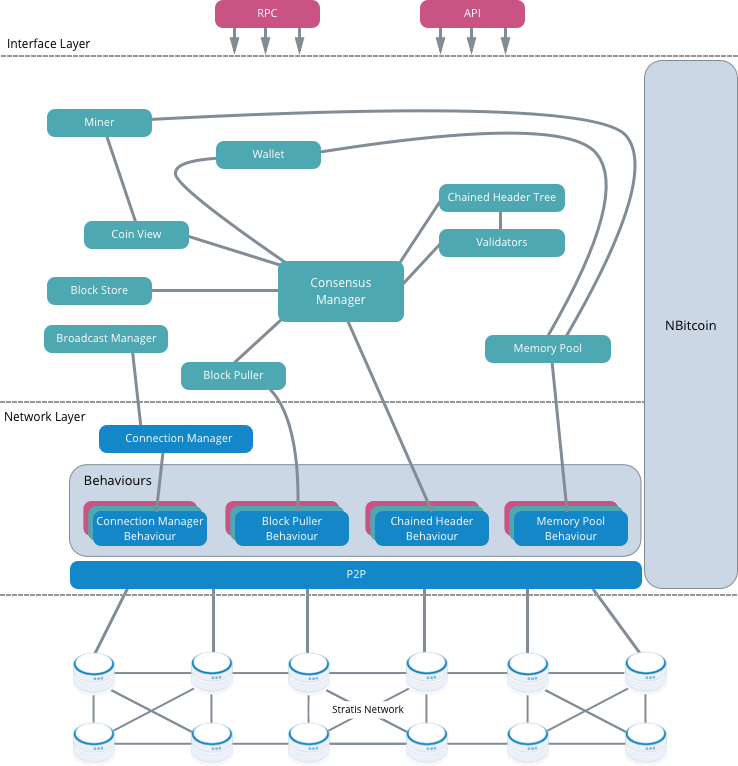 RPC
API
Interface Layer
Miner
Wallet
Chained Header Tree
Coin View
Validators
Consensus
Manager
Block Store
NBitcoin
Broadcast Manager
Memory Pool
Block Puller
Network Layer
Connection Manager
Behaviours
Connection Manager
Behaviour
Block Puller
Behaviour
Chained Header
Behaviour
Memory Pool
Behaviour
P2P
Stratis Network